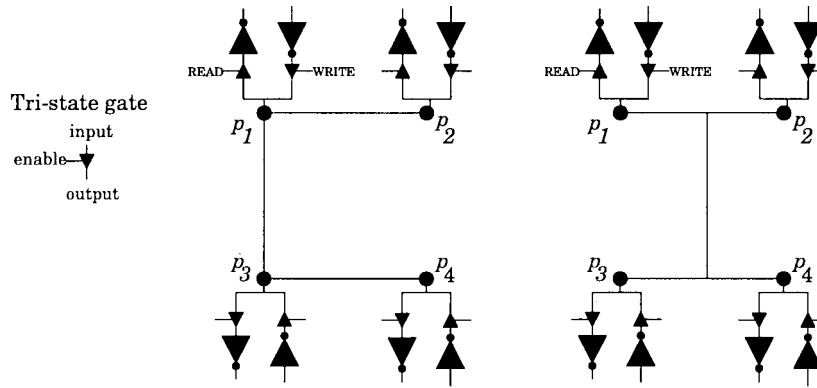 READ WRITE READ WRITE
Tri-state gate
input
enable
output
p1 p2 p1 p2
p3 p4 p3 p4